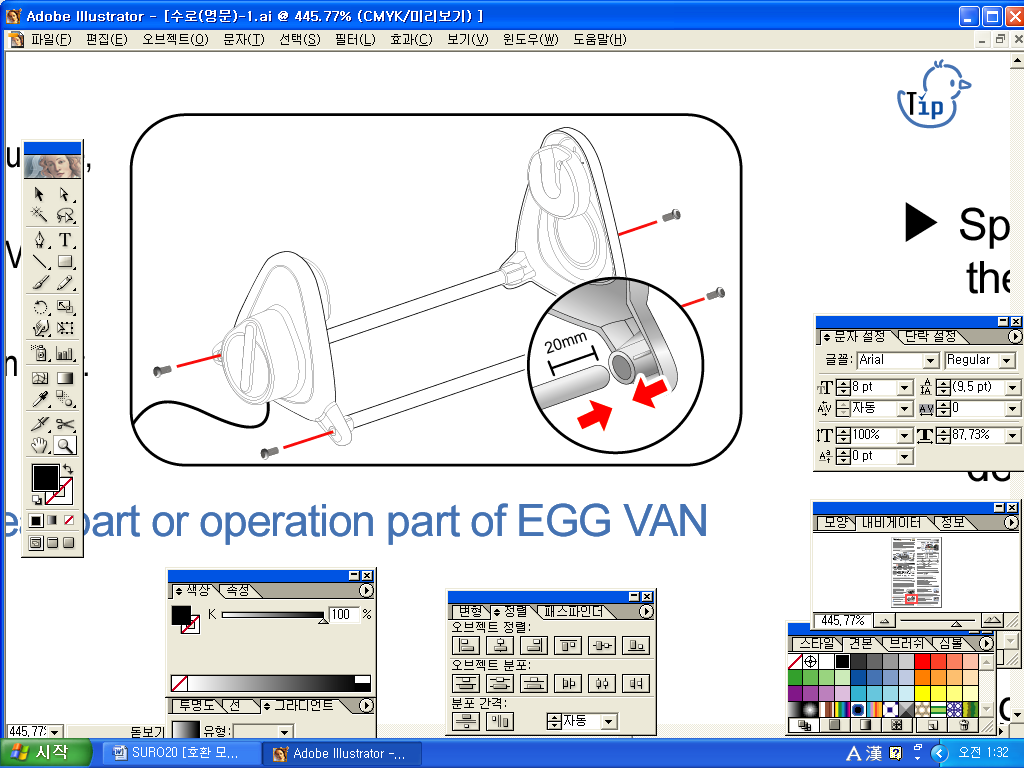 Adobe Illustrator - [수로(명문)-1.ai @ 445.77% (CMYK/미리보기) ]
파일(F) 편집(E) 오브젝트(O) 문자(T) 선택(S) 필터(L) 효과(C) 보기(V) 윈도우(W) 도움말(H)
Tip
Sp
the
20mm
part or operation part of EGG VAN
문자 설정 단락 설정
글꼴: Arial Regular
8 pt (9,5 pt)
자동 0
100% 87,73%
0 pt
모양 내비게이터 정보
445,77%
스타일 견본 브러쉬 심볼
색상 속성
K 100 %
투명도 선 그라디언트
유형:
변형 정렬 패스파인더
오브젝트 정렬:
오브젝트 분포:
분포 간격:
자동
445,77 돋보기
시작 SURO20 [호환 모... Adobe Illustrator -... A 漢 오전 1:32